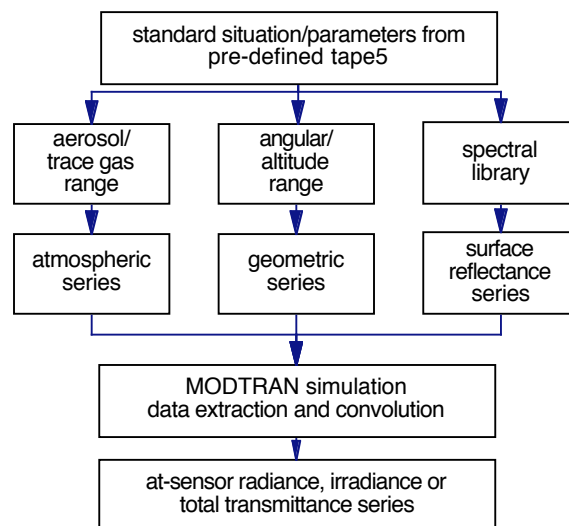 standard situation/parameters from
pre-defined tape5
aerosol/
trace gas
range
angular/
altitude
range
spectral
library
atmospheric
series
geometric
series
surface
reflectance
series
MODTRAN simulation
data extraction and convolution
at-sensor radiance, irradiance or
total transmittance series